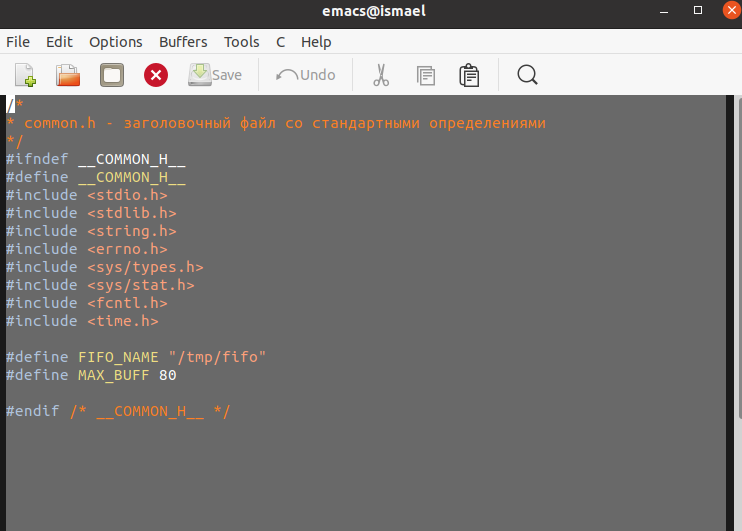 emacs@ismael
File Edit Options Buffers Tools C Help
Save Undo
/*
* common.h - заголовочный файл со стандартными определениями
*/
#ifndef __COMMON_H__
#define __COMMON_H__
#include <stdio.h>
#include <stdlib.h>
#include <string.h>
#include <errno.h>
#include <sys/types.h>
#include <sys/stat.h>
#include <fcntl.h>
#include <time.h>
#define FIFO_NAME "/tmp/fifo"
#define MAX_BUFF 80
#endif /* __COMMON_H__ */